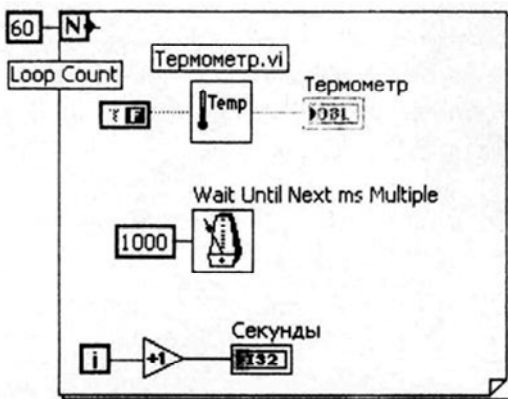 60 N
Loop Count
Термометр.vi
Temp
Термометр
DBL
Wait Until Next ms Multiple
1000
Секунды
i
+1
I32